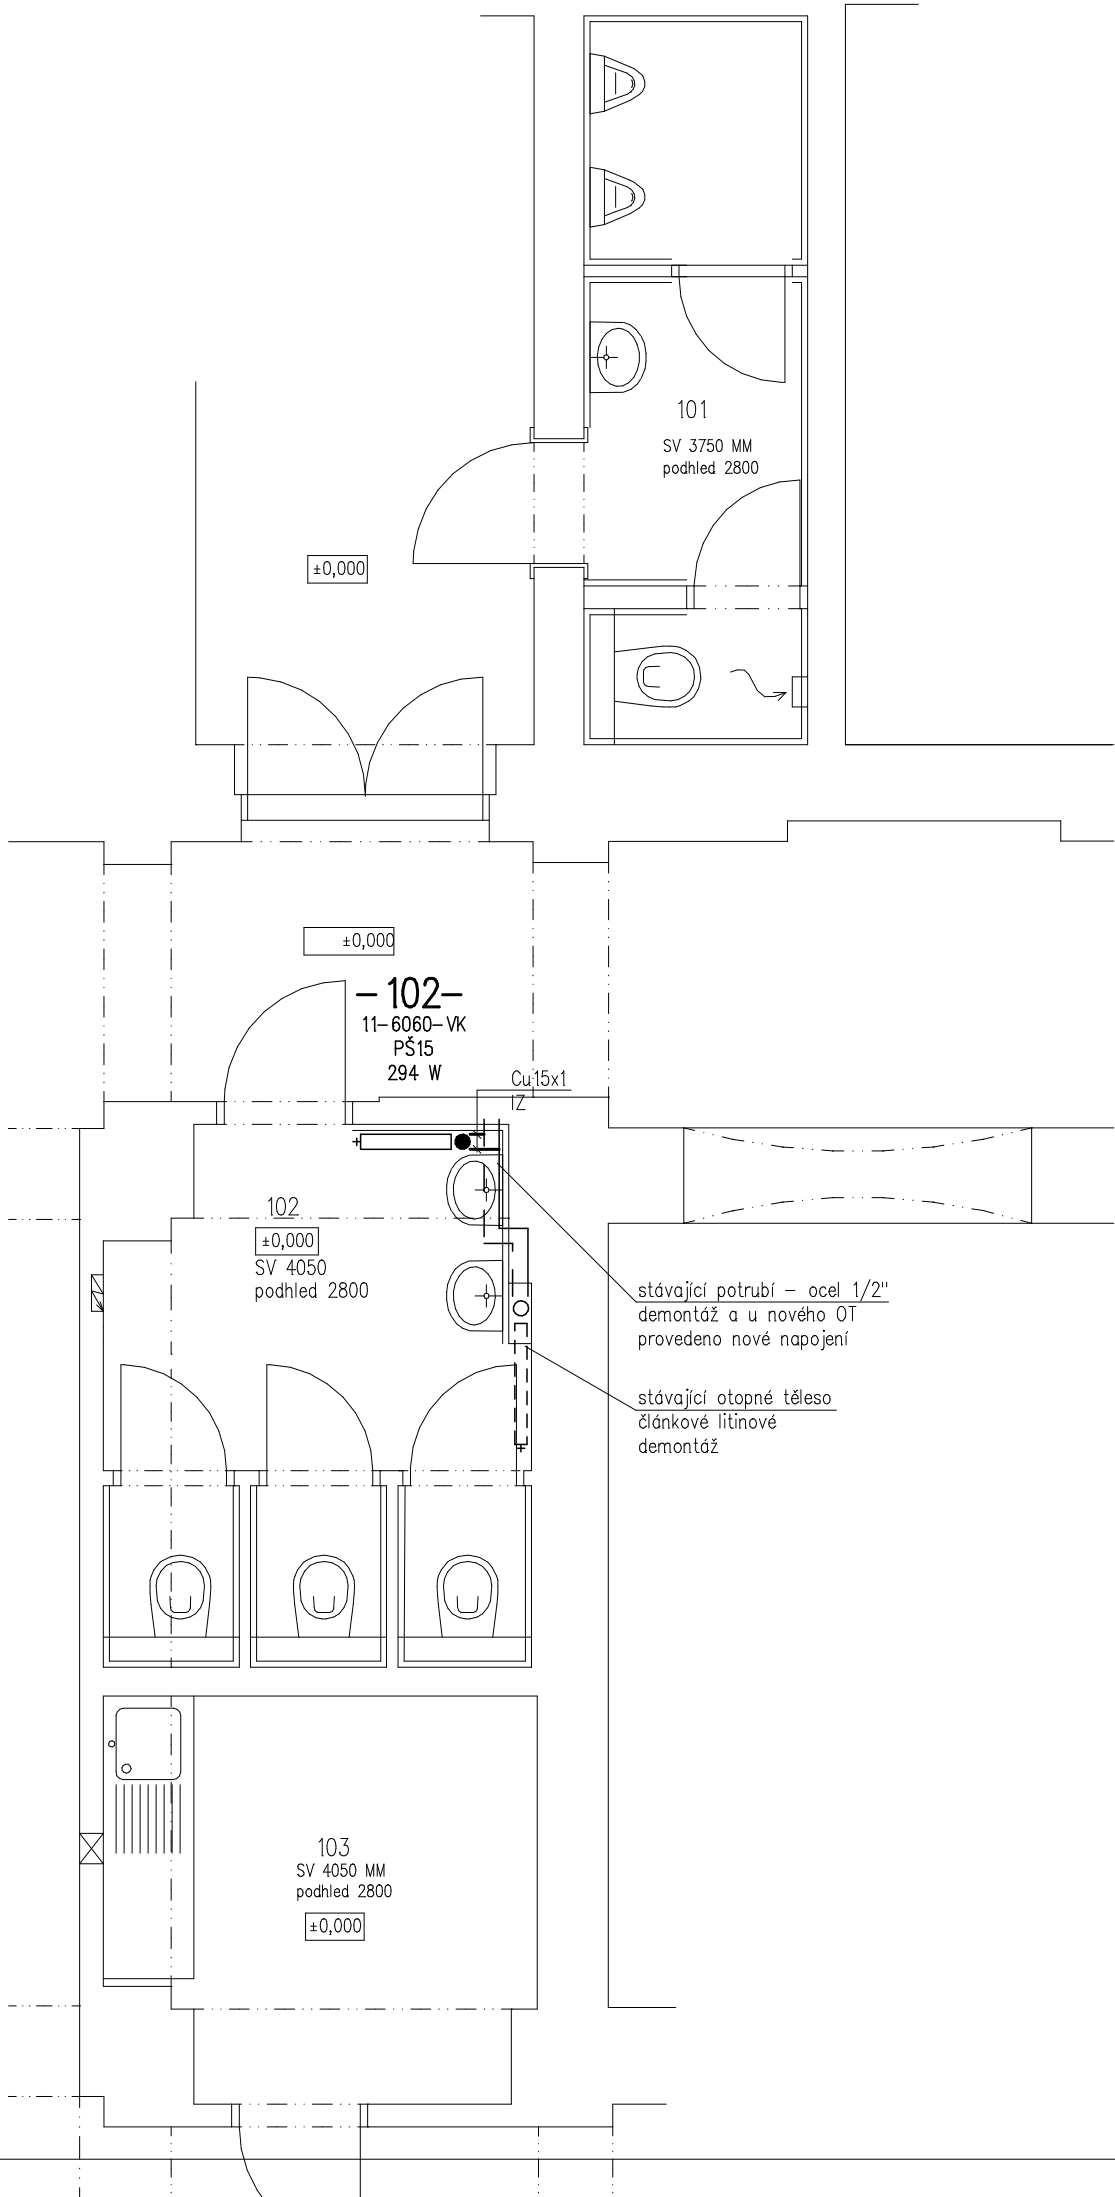 101
SV 3750 MM
podhled 2800
±0,000
±0,000
-102-
11-6060-VK
PŠ15
294 W
Cu15x1
IZ
102
±0,000
SV 4050
podhled 2800
stávající potrubí - ocel 1/2"
demontáž a u nového OT
provedeno nové napojení
stávající otopné těleso
článkové litinové
demontáž
103
SV 4050 MM
podhled 2800
±0,000